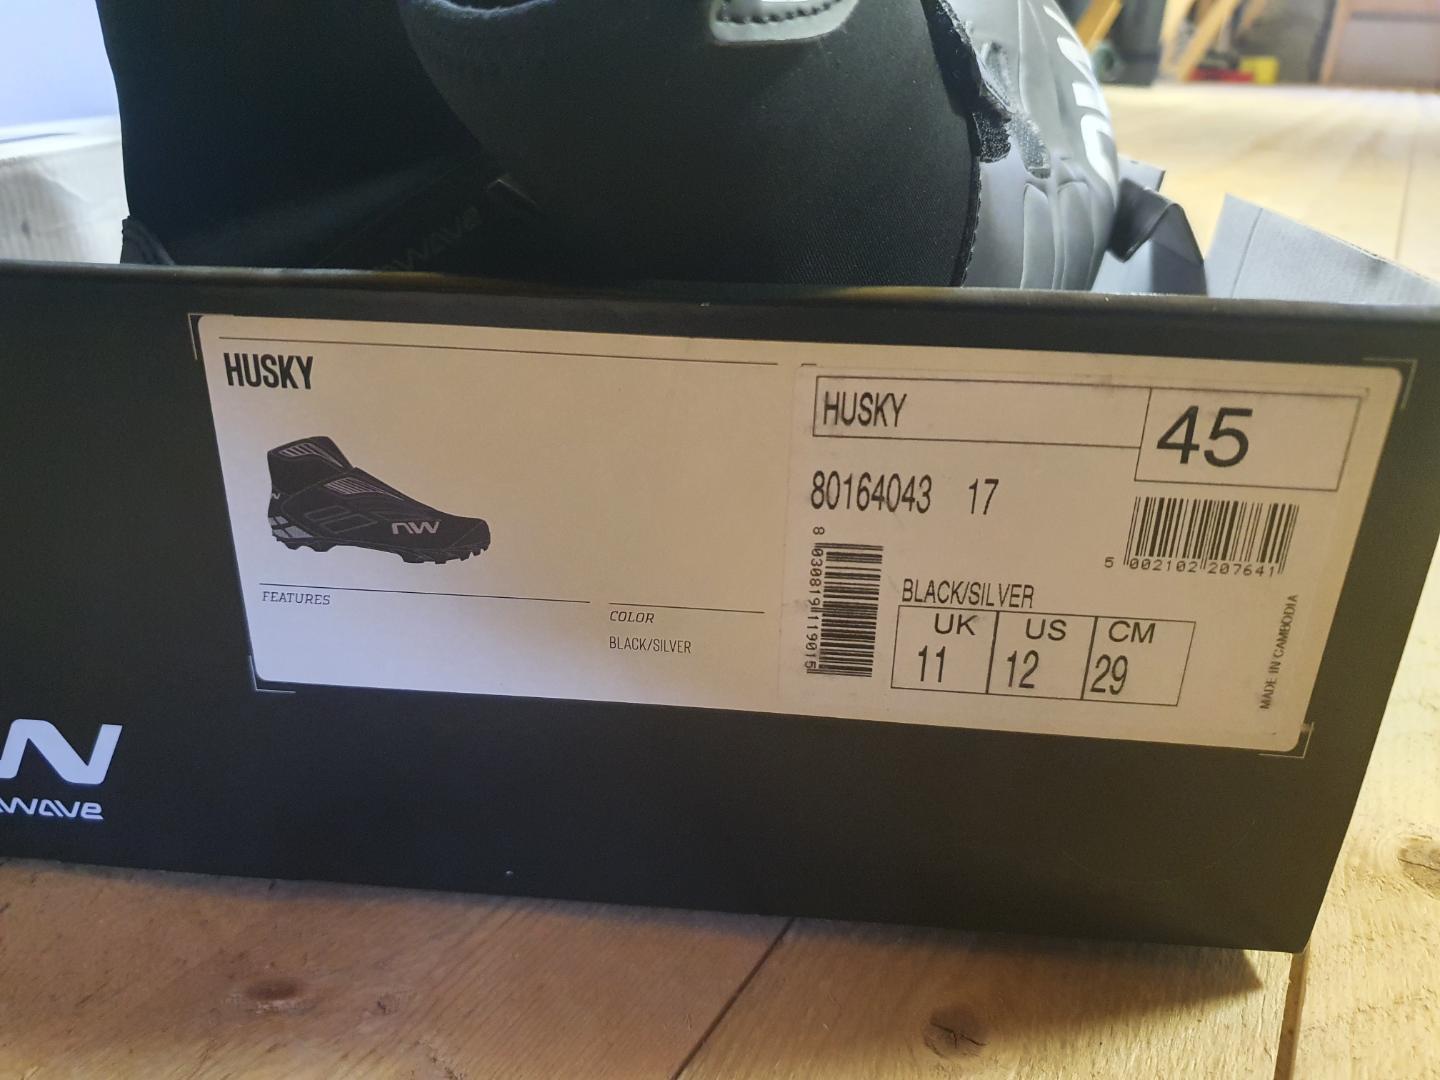 HUSKY
NW
FEATURES
COLOR
BLACK/SILVER
HUSKY
45
80164043 17
8 030819 119015
5 002102 207641
BLACK/SILVER
UK US CM
11 12 29
MADE IN CAMBODIA
WAVE